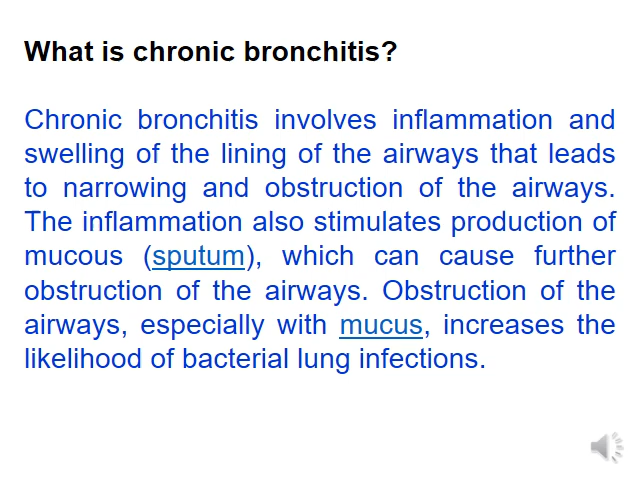 What is chronic bronchitis?
Chronic bronchitis involves inflammation and
swelling of the lining of the airways that leads
to narrowing and obstruction of the airways.
The inflammation also stimulates production of
mucous (sputum), which can cause further
obstruction of the airways. Obstruction of the
airways, especially with mucus, increases the
likelihood of bacterial lung infections.